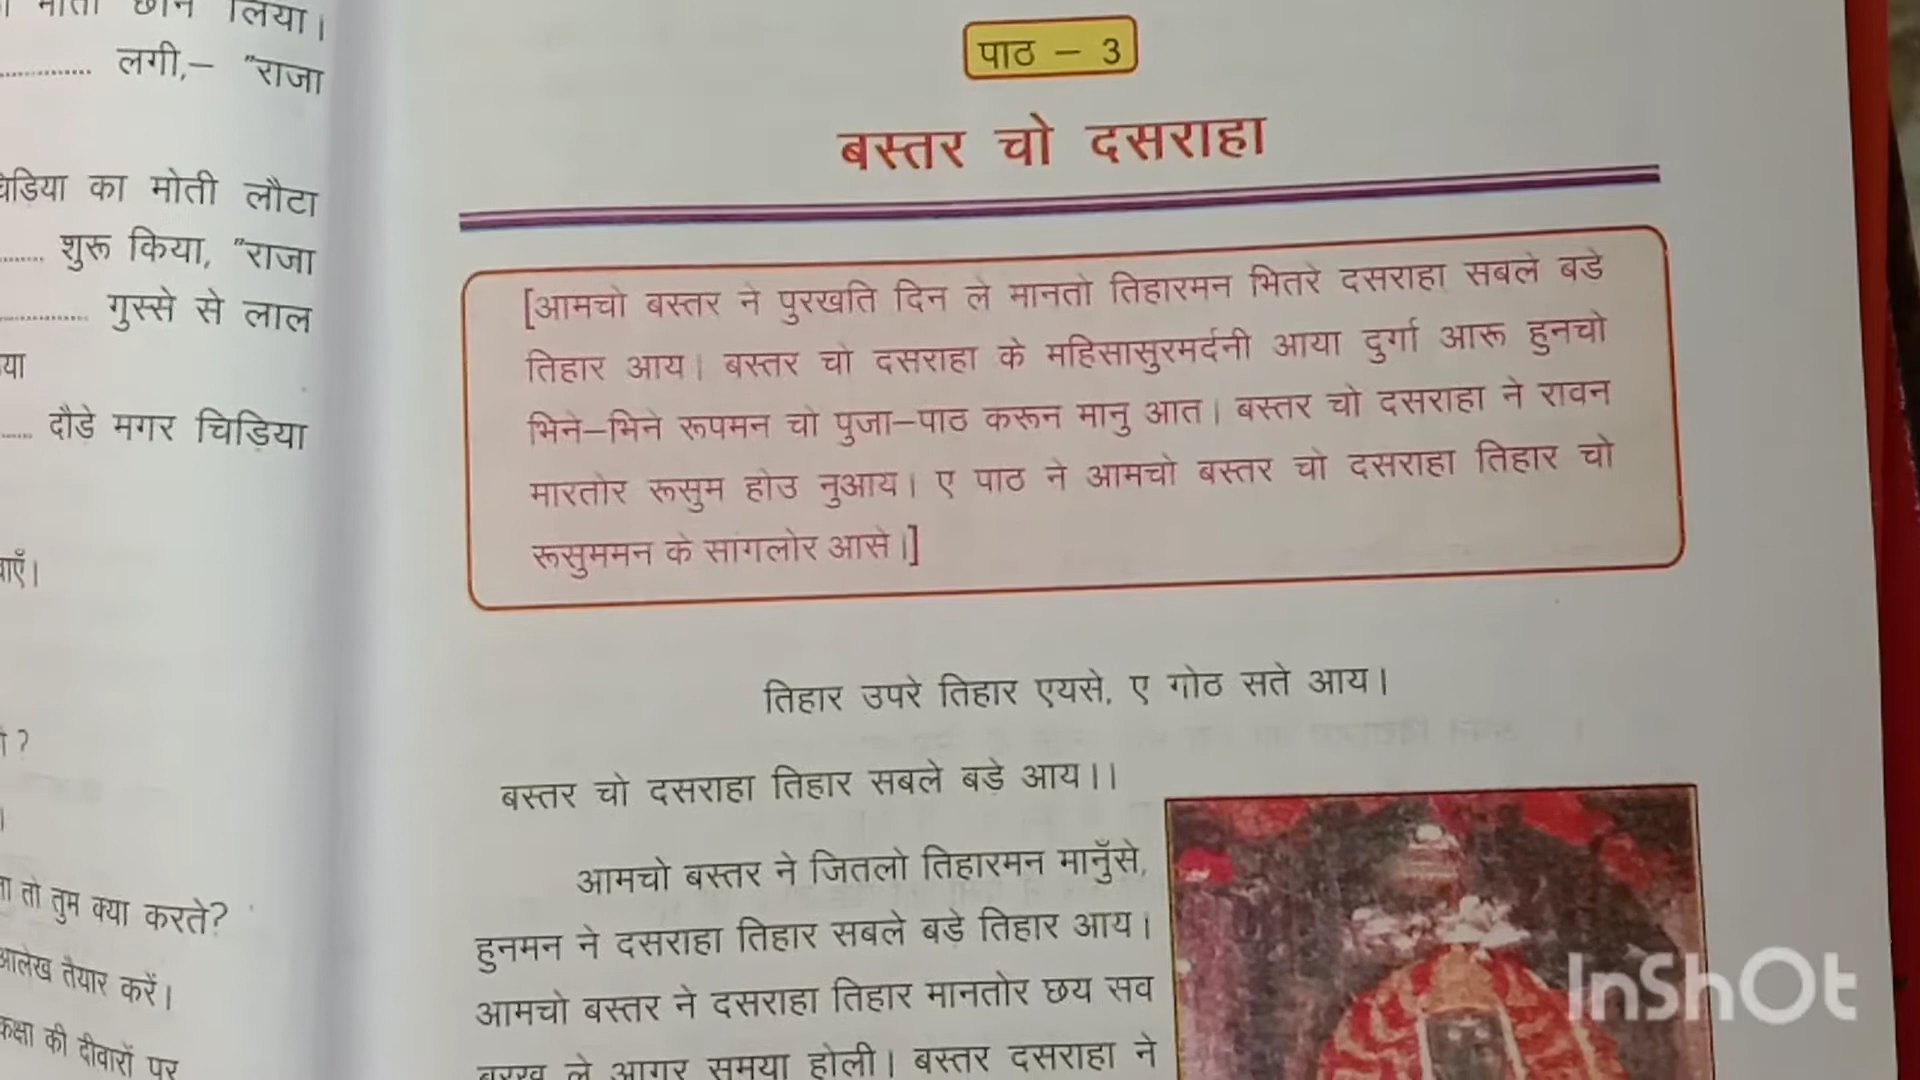 मोती छीन लिया।
लगी,– "राजा
चिड़िया का मोती लौटा
शुरू किया, "राजा
गुस्से से लाल
या
दौड़े मगर चिड़िया
?
तो तुम क्या करते?
आलेख तैयार करें।
कक्षा की दीवारों पर
पाठ – 3
बस्तर चो दसराहा
[आमचो बस्तर ने पुरखति दिन ले मानतो तिहारमन भितरे दसराहा सबले बडे
तिहार आय। बस्तर चो दसराहा के महिसासुरमर्दनी आया दुर्गा आरू हुनचो
भिने–भिने रूपमन चो पुजा–पाठ करून मानु आत। बस्तर चो दसराहा ने रावन
मारतोर रूसुम होउ नुआय। ए पाठ ने आमचो बस्तर चो दसराहा तिहार चो
रूसुममन के सांगलोर आसे।]
तिहार उपरे तिहार एयसे, ए गोठ सते आय।
बस्तर चो दसराहा तिहार सबले बड़े आय।।
आमचो बस्तर ने जितलो तिहारमन मानुँसे,
हुनमन ने दसराहा तिहार सबले बड़े तिहार आय।
आमचो बस्तर ने दसराहा तिहार मानतोर छय सव
बरख ले आगर समया होली। बस्तर दसराहा ने
InShOt